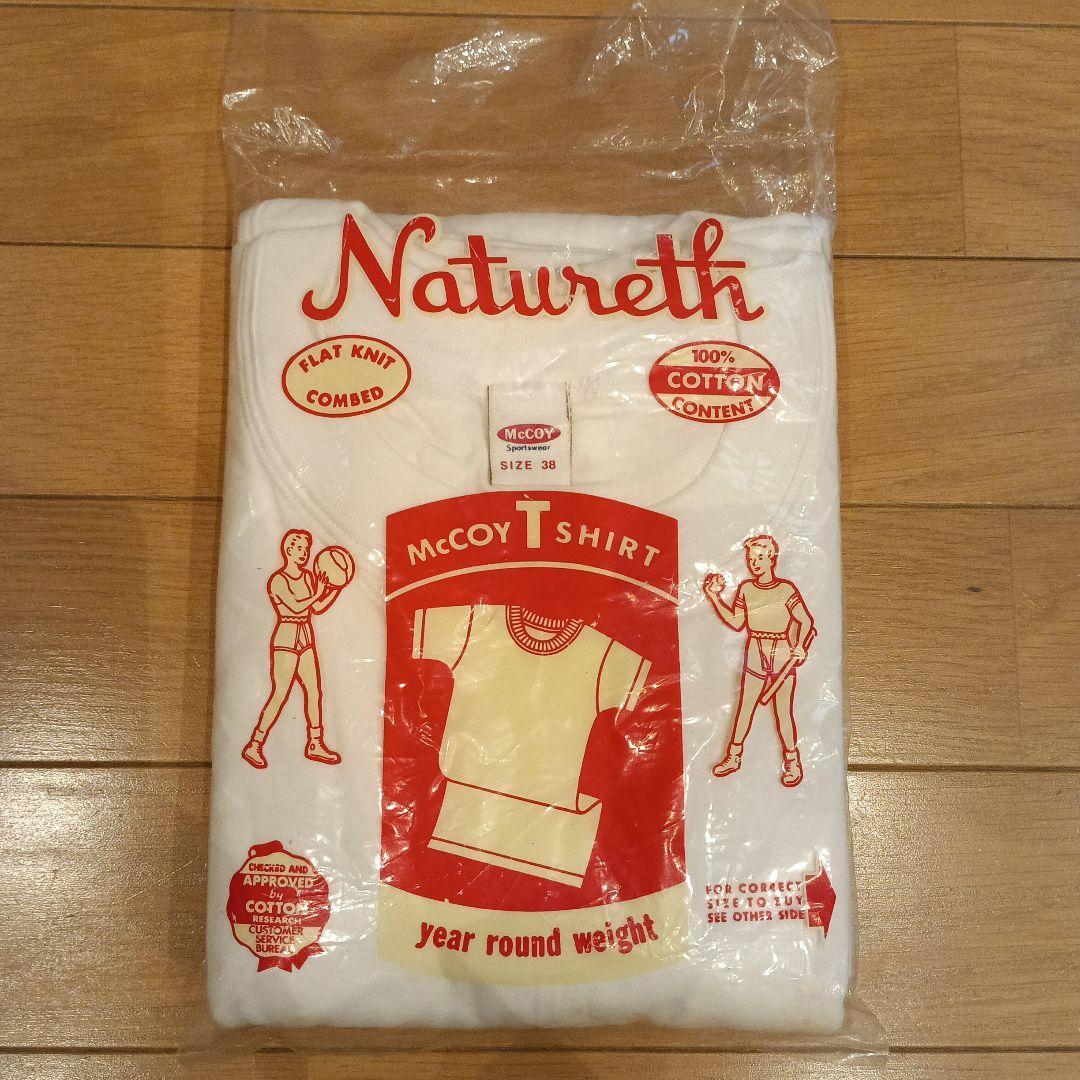 Natureth
FLAT KNIT
COMBED
100%
COTTON
CONTENT
McCOY
Sportswear
SIZE 38
McCOY T SHIRT
year round weight
CHECKED AND
APPROVED
by
COTTON
RESEARCH
CUSTOMER
SERVICE
BUREAU
FOR CORRECT
SIZE TO BUY
SEE OTHER SIDE